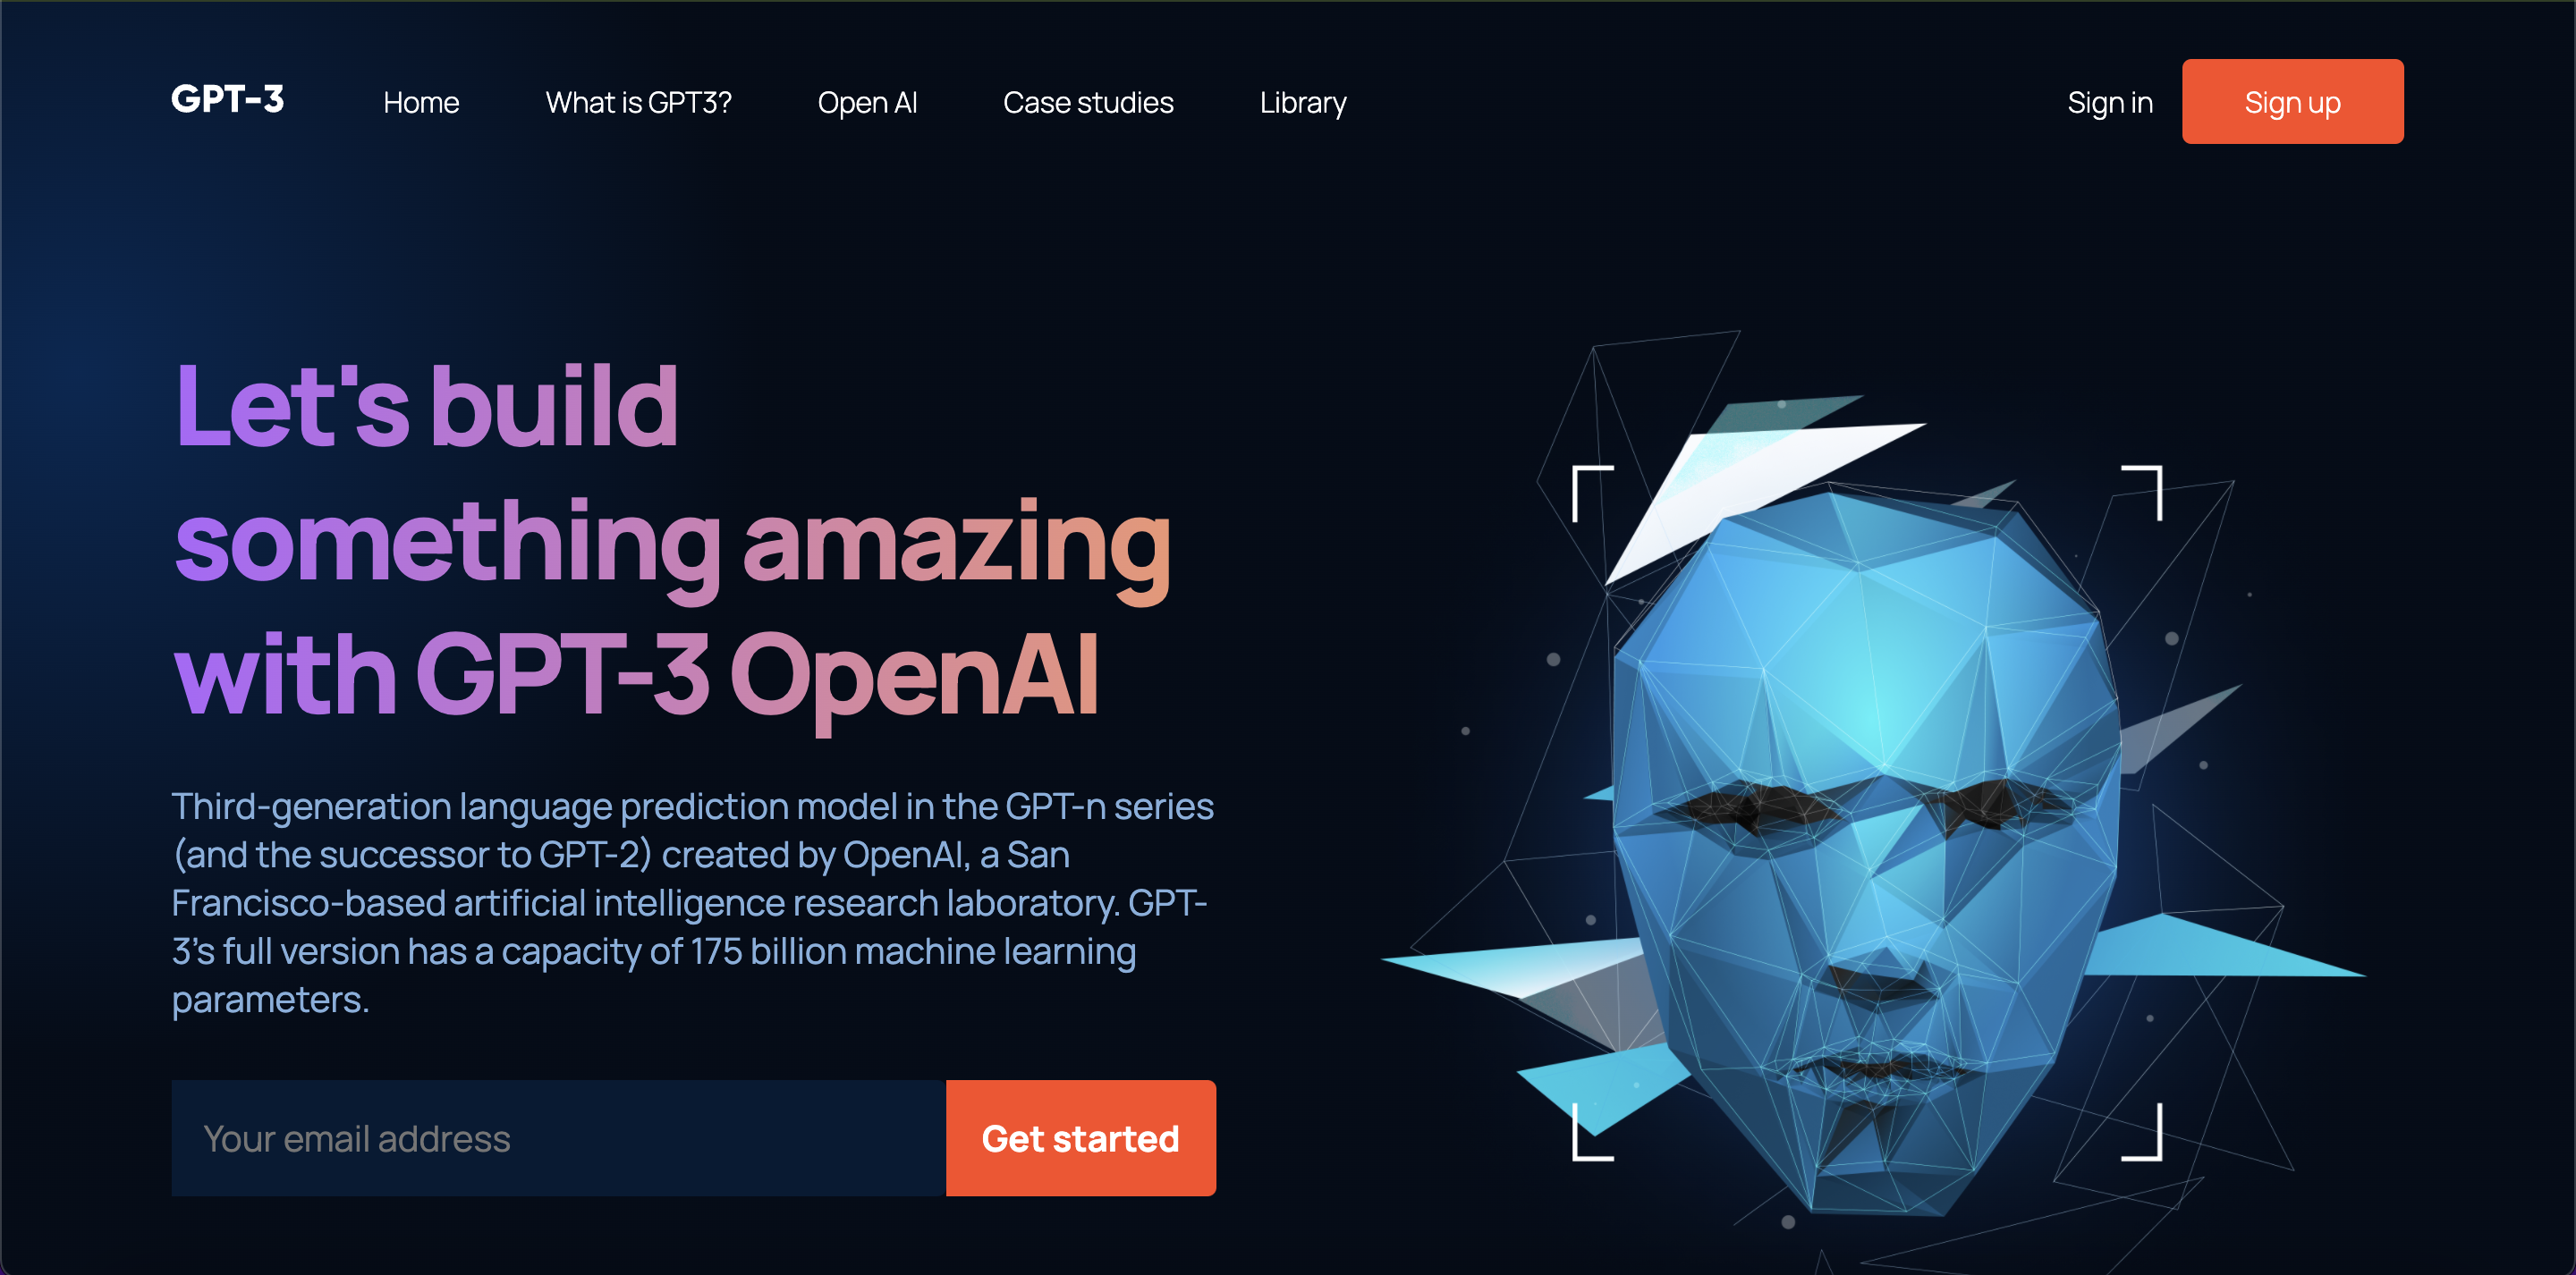 GPT-3
Home
What is GPT3?
Open AI
Case studies
Library
Sign in
Sign up
Let's build
something amazing
with GPT-3 OpenAI
Third-generation language prediction model in the GPT-n series
(and the successor to GPT-2) created by OpenAI, a San
Francisco-based artificial intelligence research laboratory. GPT-
3’s full version has a capacity of 175 billion machine learning
parameters.
Your email address
Get started